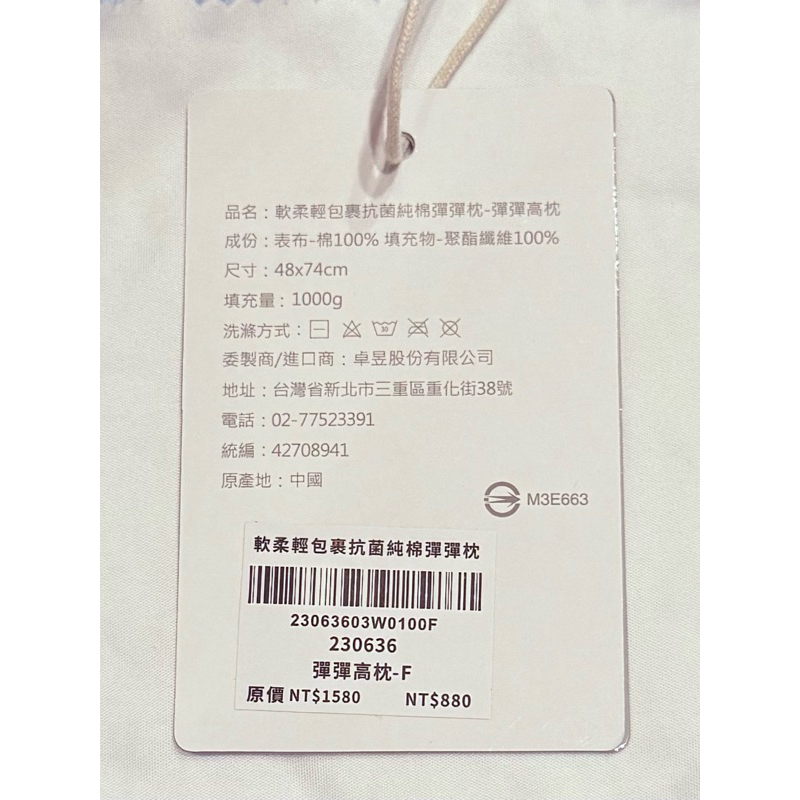 品名：軟柔輕包裹抗菌純棉彈彈枕-彈彈高枕
成份：表布-棉100% 填充物-聚酯纖維100%
尺寸：48x74cm
填充量：1000g
洗滌方式： 30
委製商/進口商：卓昱股份有限公司
地址：台灣省新北市三重區重化街38號
電話：02-77523391
統編：42708941
原產地：中國
M3E663
軟柔輕包裹抗菌純棉彈彈枕
23063603W0100F
230636
彈彈高枕-F
原價 NT$1580 NT$880